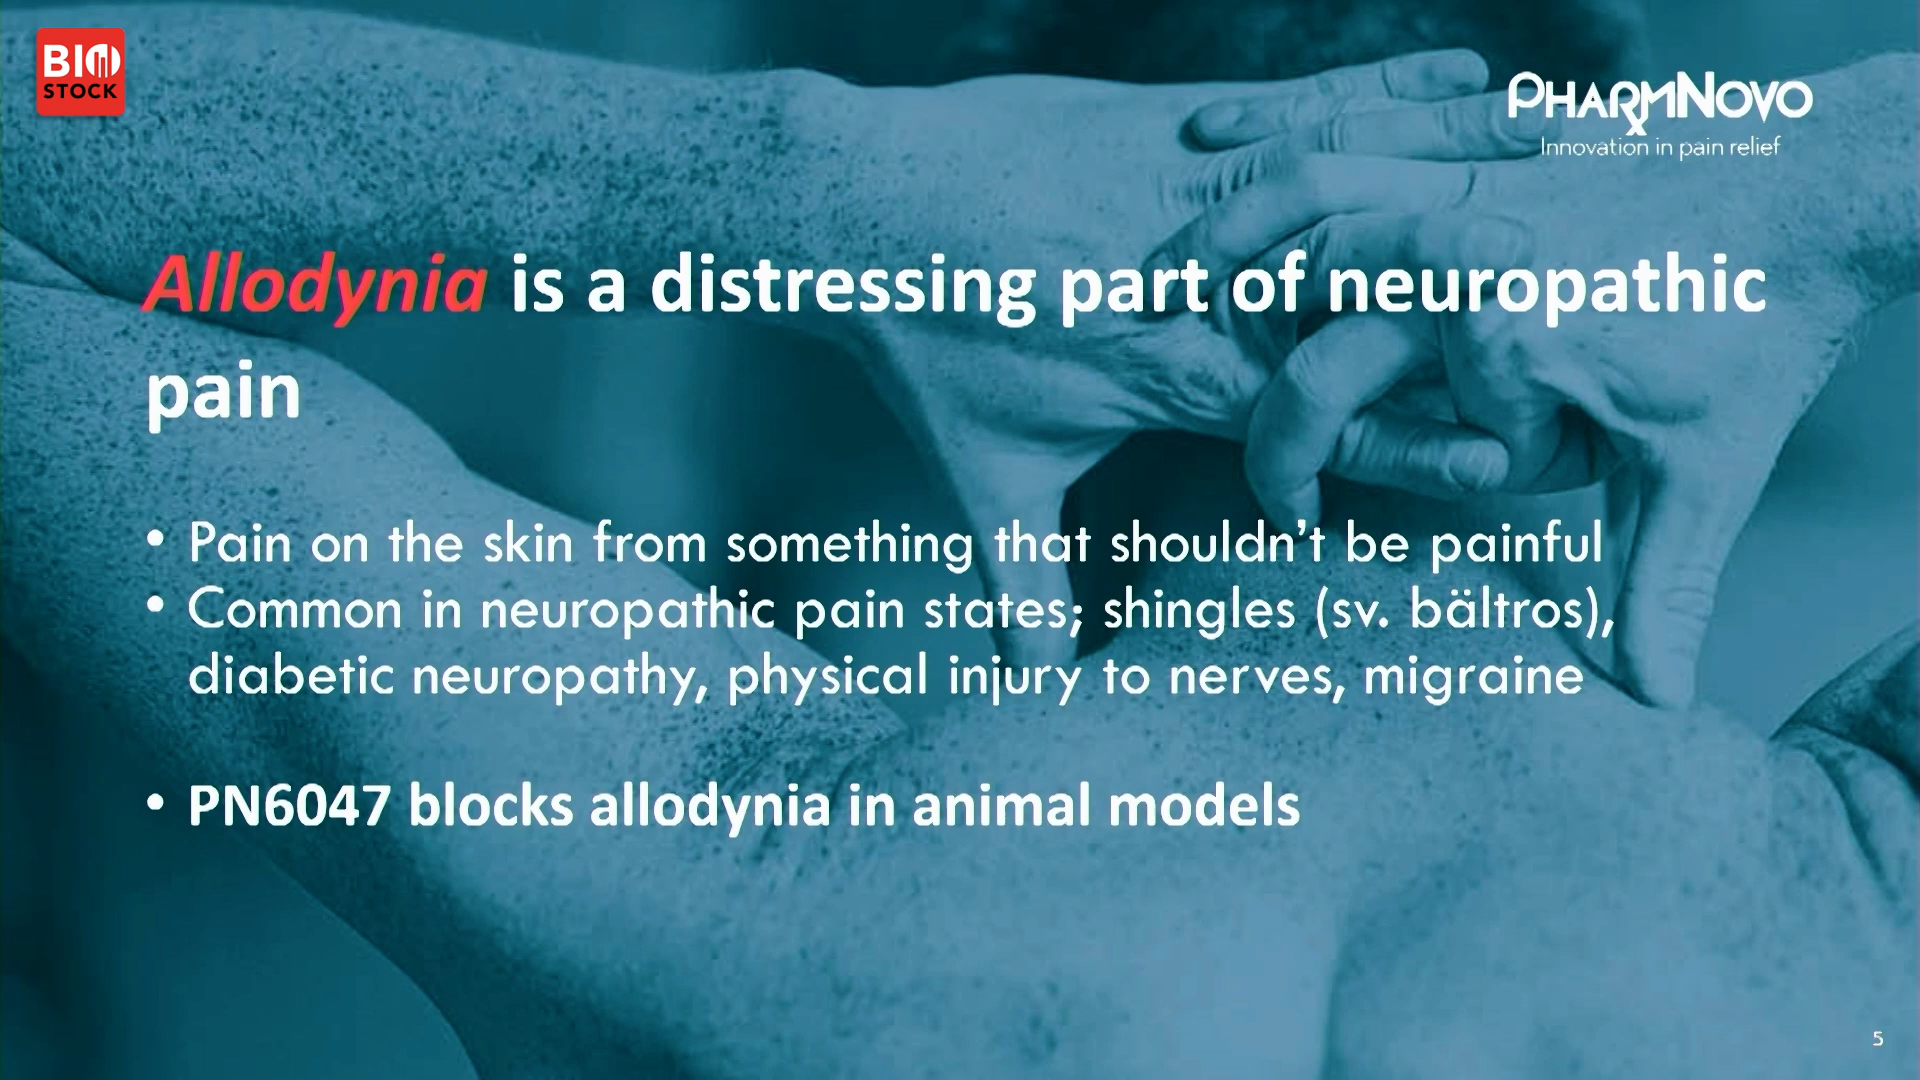 BIO
STOCK
PHARMNOVO
Innovation in pain relief
Allodynia is a distressing part of neuropathic
pain
• Pain on the skin from something that shouldn’t be painful
• Common in neuropathic pain states; shingles (sv. bältros),
diabetic neuropathy, physical injury to nerves, migraine
• PN6047 blocks allodynia in animal models
5